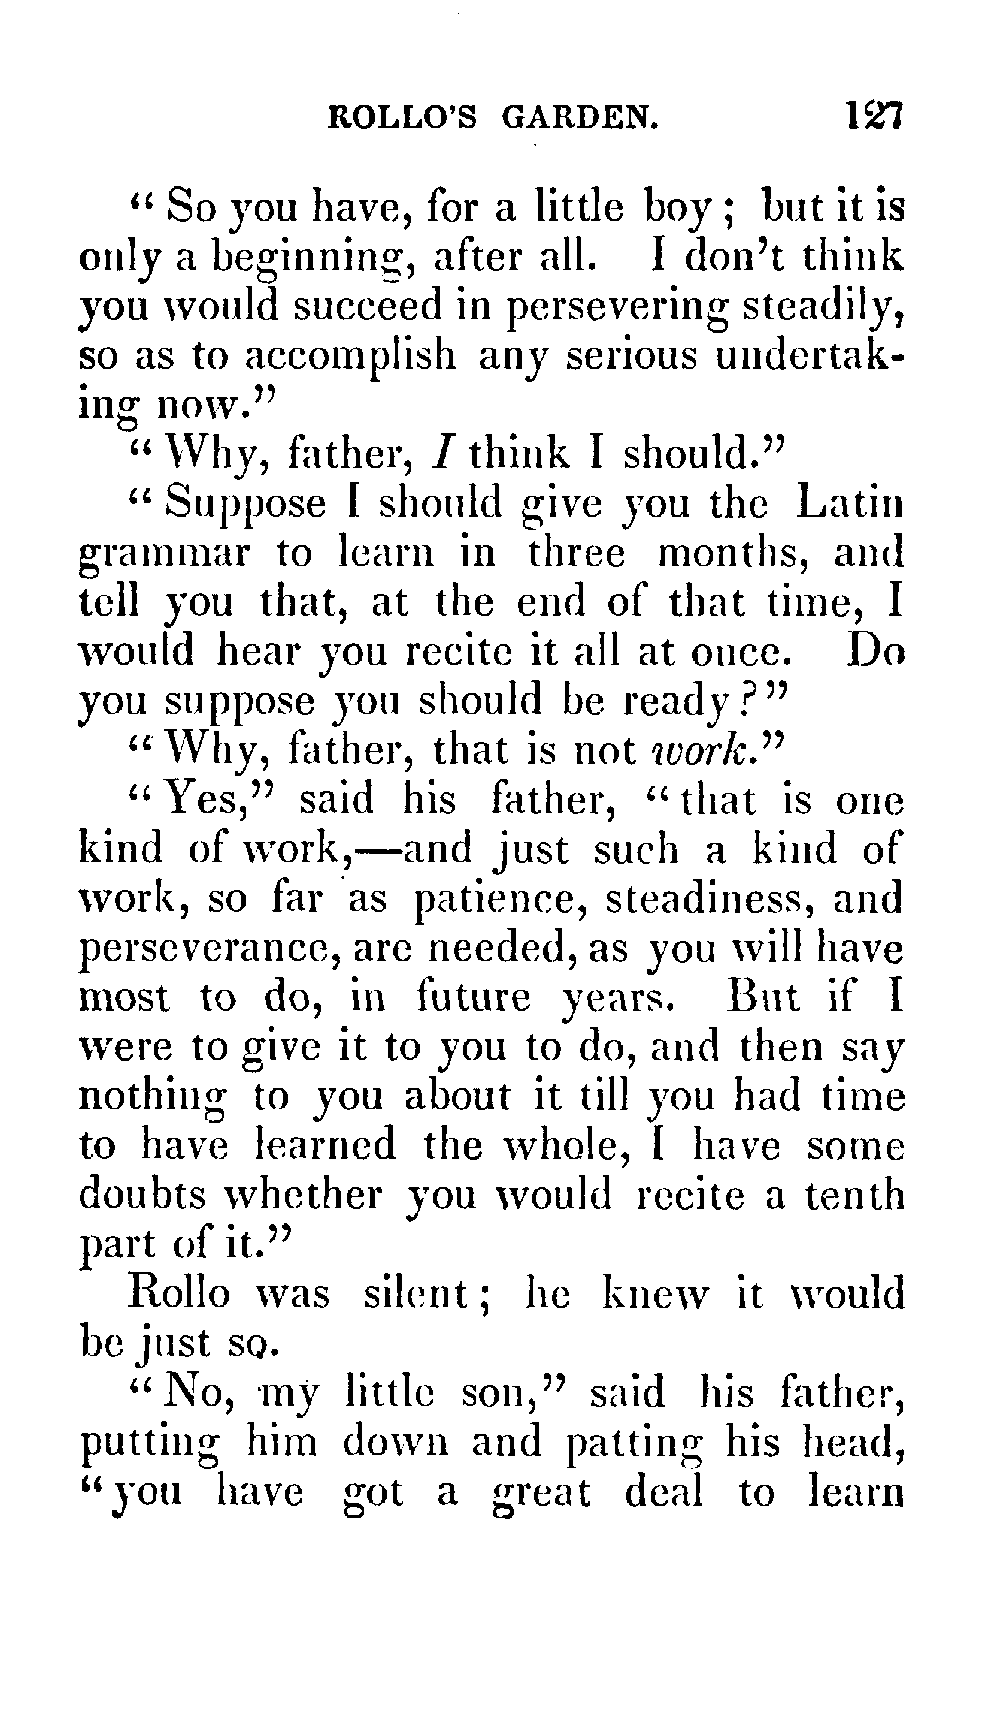 ROLLO'S GARDEN. 127
“ So you have, for a little boy ; but it is
only a beginning, after all. I don't think
you would succeed in persevering steadily,
so as to accomplish any serious undertak-
ing now.”
“ Why, father, I think I should.”
“ Suppose I should give you the Latin
grammar to learn in three months, and
tell you that, at the end of that time, I
would hear you recite it all at once. Do
you suppose you should be ready ? ”
“ Why, father, that is not work.”
“ Yes,” said his father, “ that is one
kind of work,—and just such a kind of
work, so far as patience, steadiness, and
perseverance, are needed, as you will have
most to do, in future years. But if I
were to give it to you to do, and then say
nothing to you about it till you had time
to have learned the whole, I have some
doubts whether you would recite a tenth
part of it.”
Rollo was silent ; he knew it would
be just so.
“ No, my little son,” said his father,
putting him down and patting his head,
“ you have got a great deal to learn